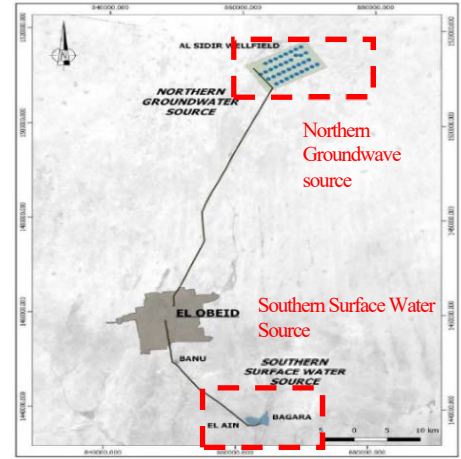 AL SIDIR WELLFIELD
NORTHERN
GROUNDWATER
SOURCE
Northern
Groundwave
source
EL OBEID
Southern Surface Water
Source
BANU
SOUTHERN
SURFACE WATER
SOURCE
BAGARA
EL AIN
0 5 10 km